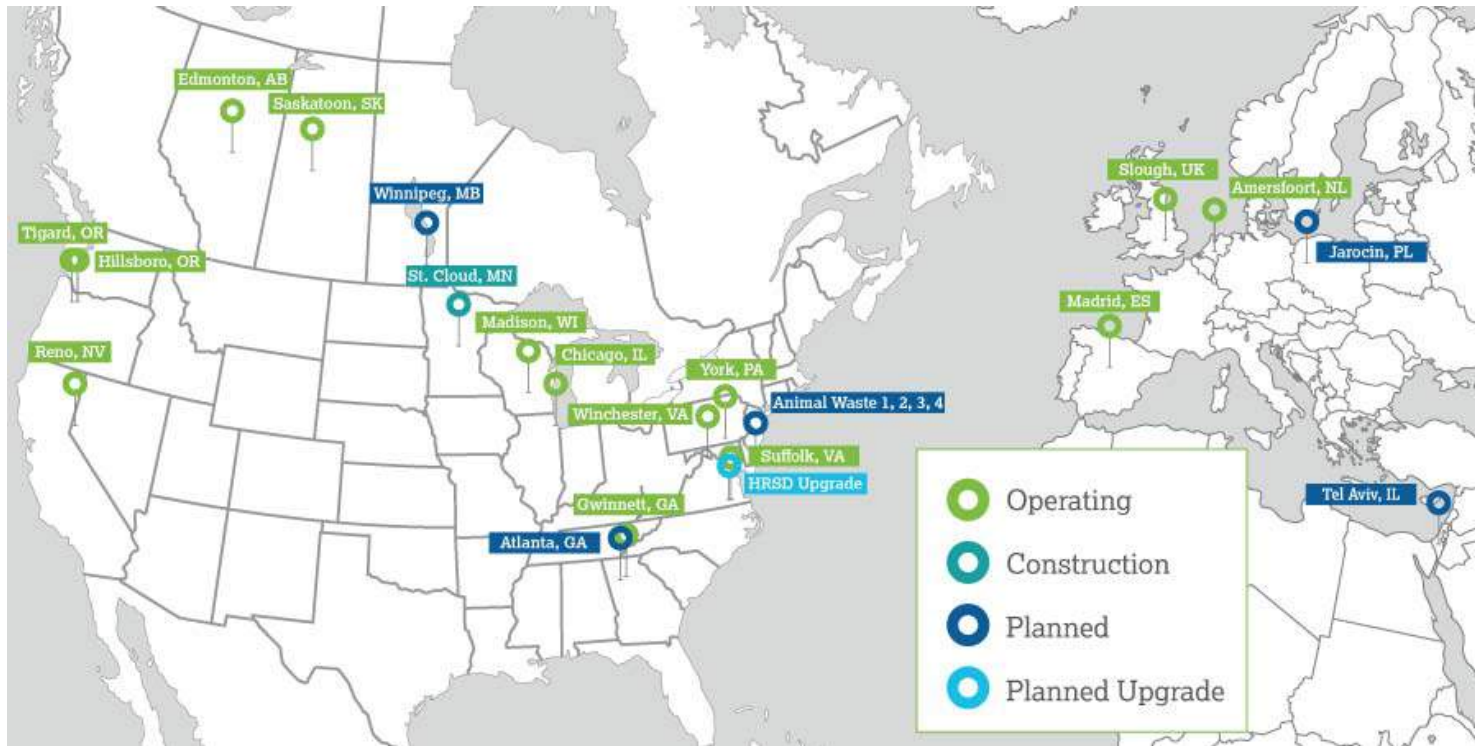 Edmonton, AB
Saskatoon, SK
Winnipeg, MB
Tigard, OR
Hillsboro, OR
St. Cloud, MN
Madison, WI
Reno, NV
Chicago, IL
York, PA
Winchester, VA
Animal Waste 1, 2, 3, 4
Suffolk, VA
HRSD Upgrade
Gwinnett, GA
Atlanta, GA
Slough, UK
Amersfoort, NL
Jarocin, PL
Madrid, ES
Tel Aviv, IL
Operating
Construction
Planned
Planned Upgrade